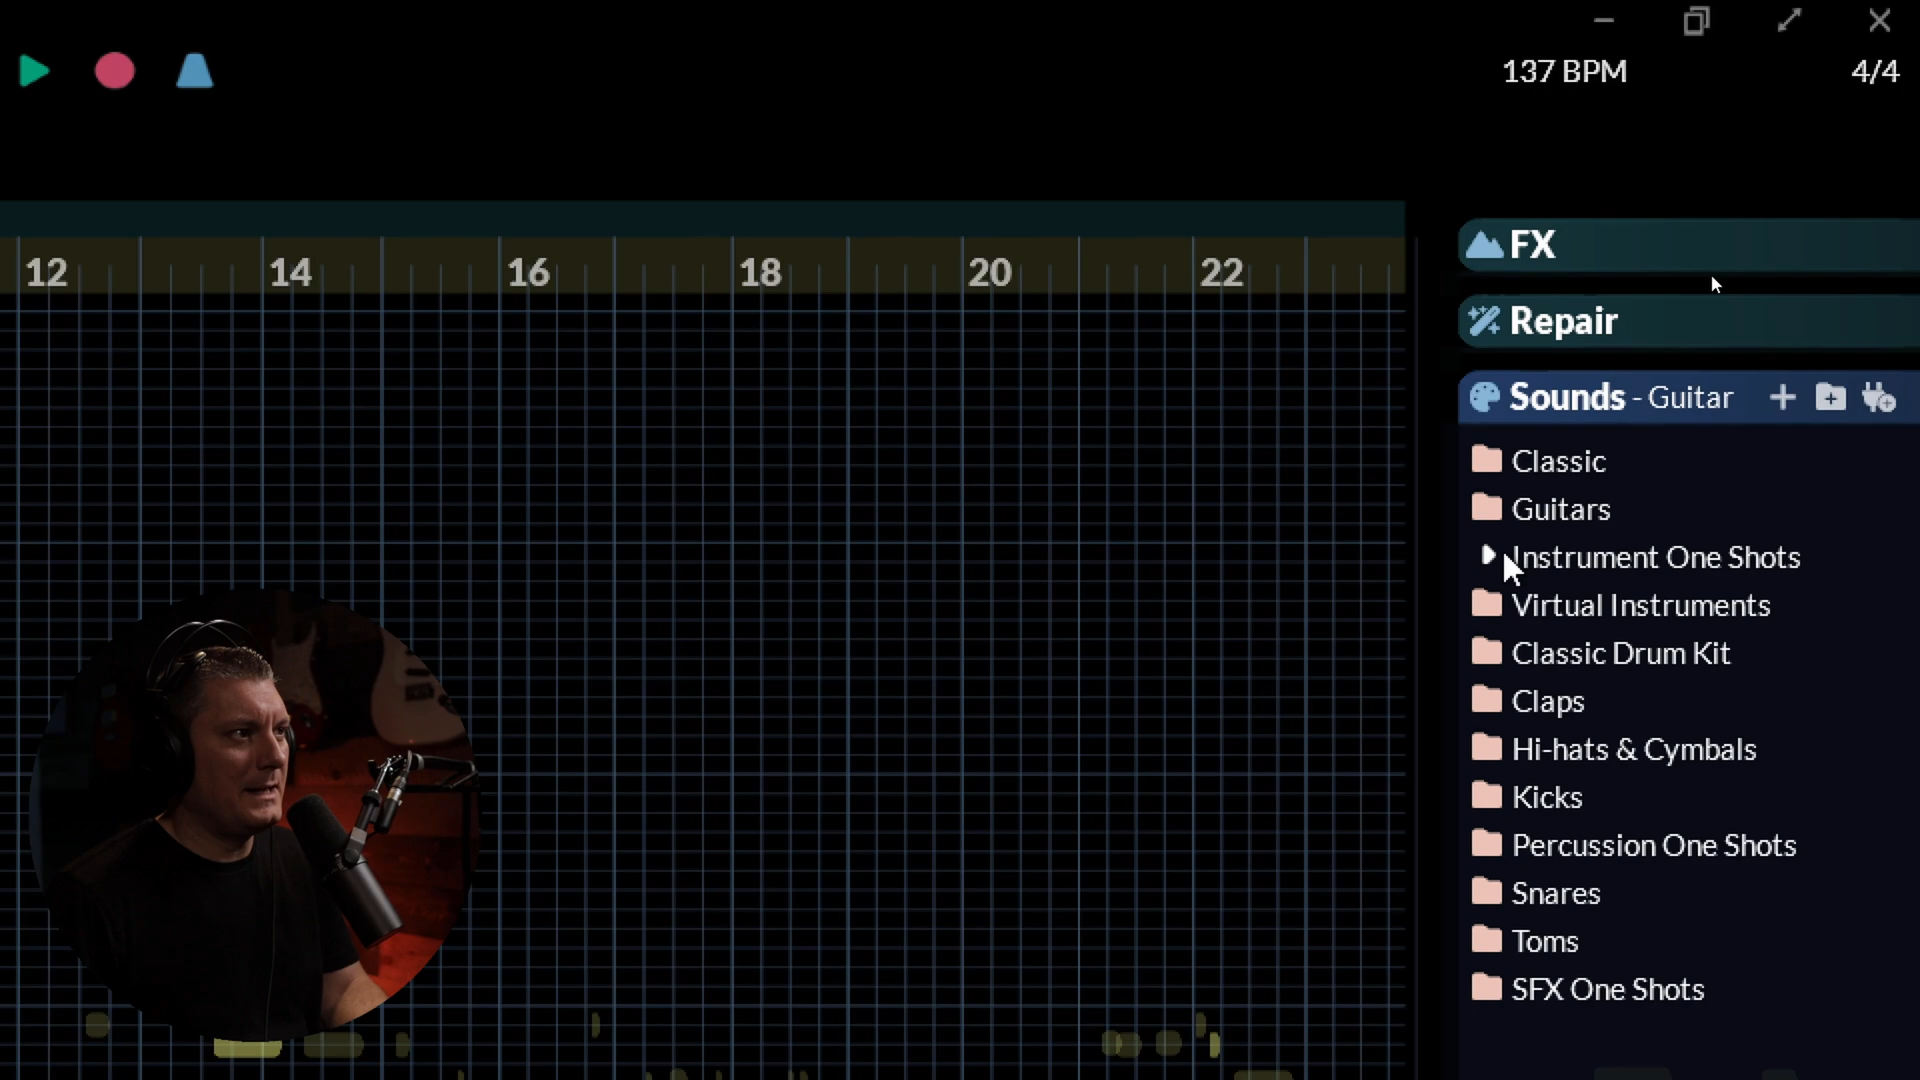 137 BPM
4/4
12
14
16
18
20
22
FX
Repair
Sounds - Guitar
Classic
Guitars
Instrument One Shots
Virtual Instruments
Classic Drum Kit
Claps
Hi-hats & Cymbals
Kicks
Percussion One Shots
Snares
Toms
SFX One Shots